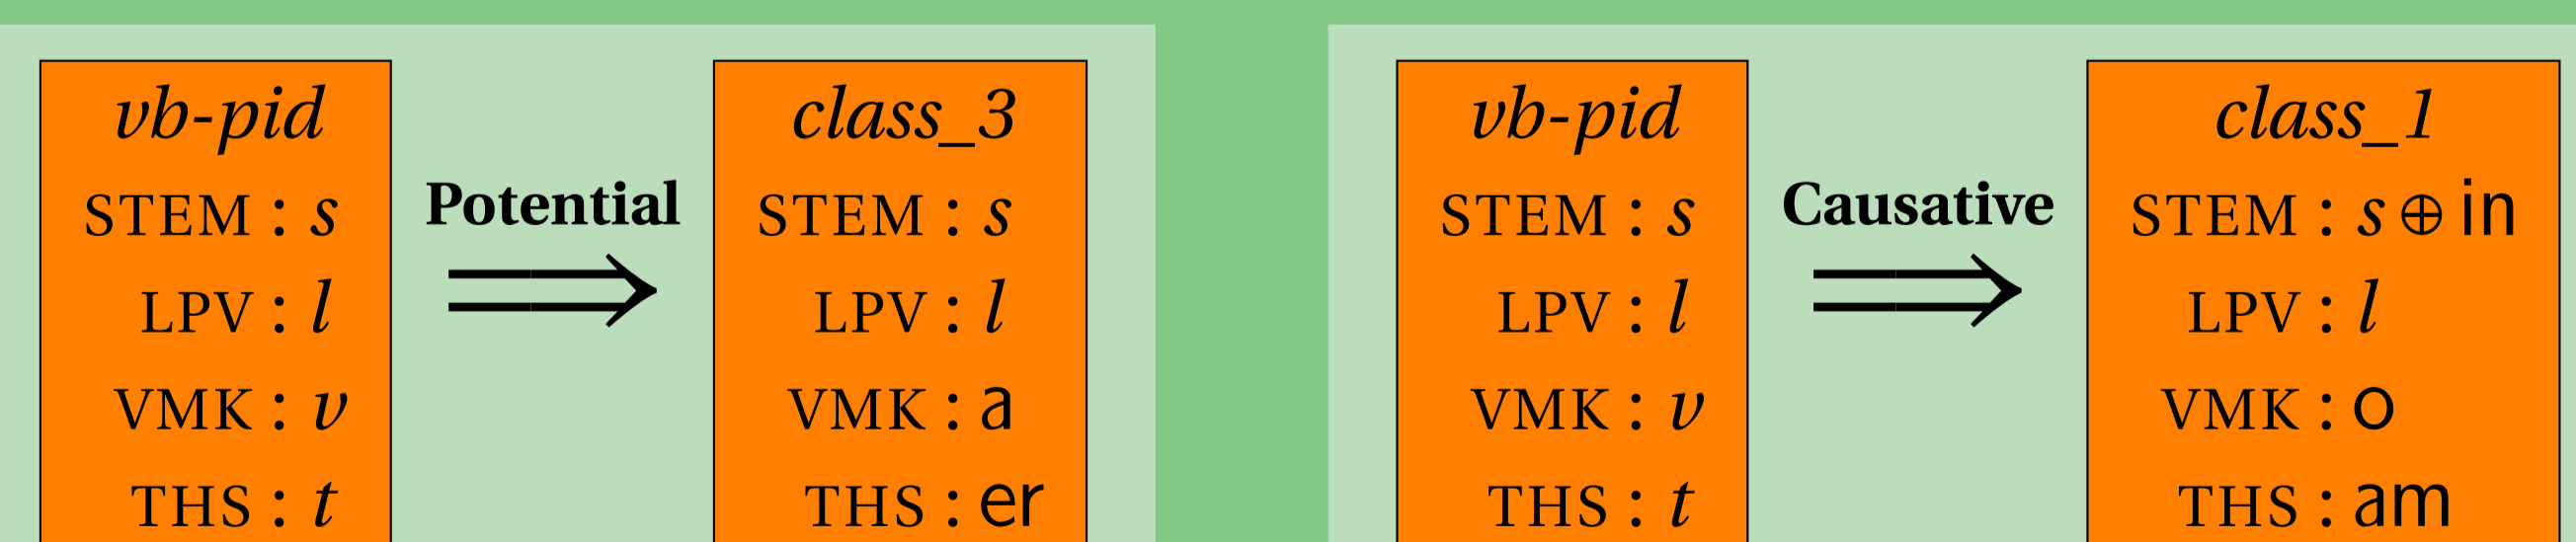 vb-pid
STEM : s
LPV : l
VMK : v
THS : t
Potential
⟹
class_3
STEM : s
LPV : l
VMK : a
THS : er
vb-pid
STEM : s
LPV : l
VMK : v
THS : t
Causative
⟹
class_1
STEM : s ⊕ in
LPV : l
VMK : o
THS : am